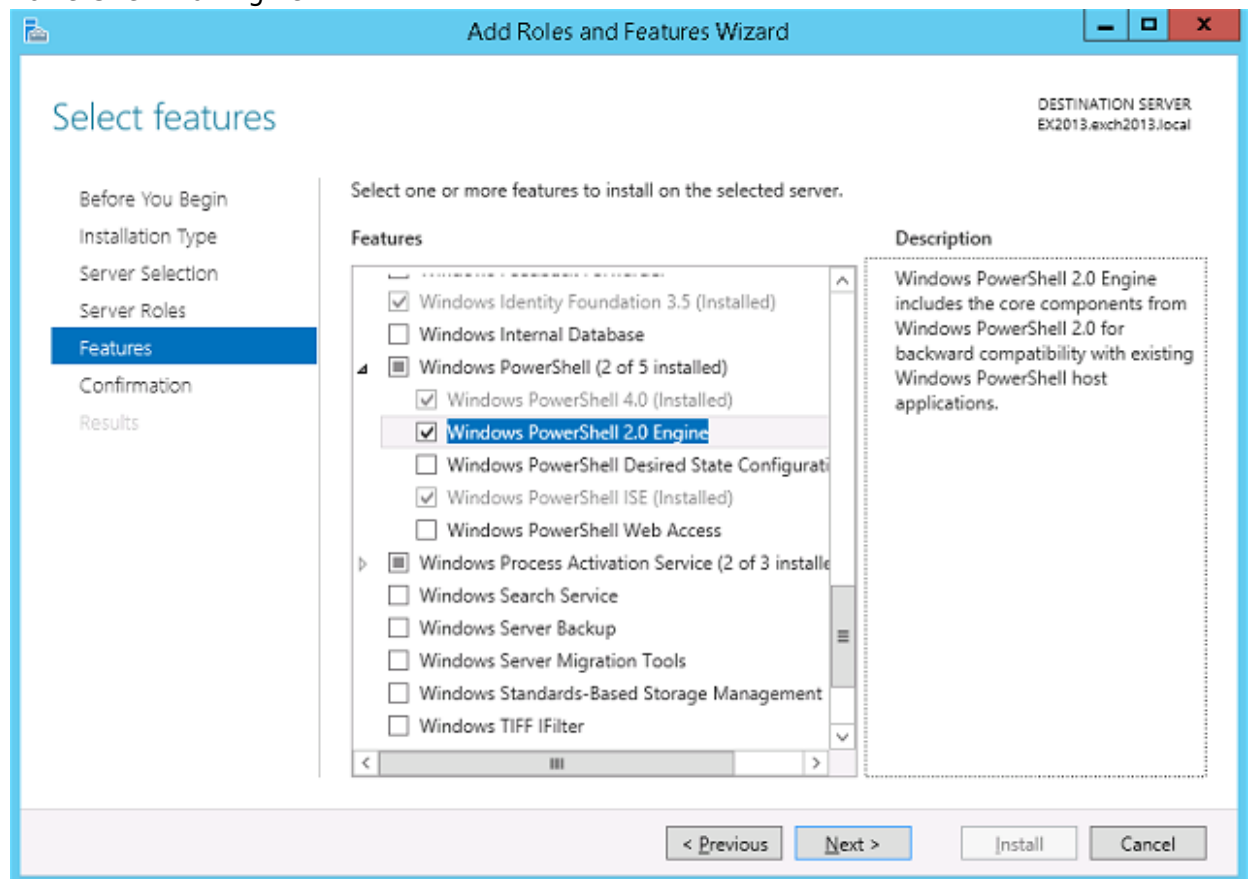 Add Roles and Features Wizard
Select features
DESTINATION SERVER
EX2013.exch2013.local
Before You Begin
Installation Type
Server Selection
Server Roles
Features
Confirmation
Results
Select one or more features to install on the selected server.
Features
Windows Identity Foundation 3.5 (Installed)
Windows Internal Database
Windows PowerShell (2 of 5 installed)
Windows PowerShell 4.0 (Installed)
Windows PowerShell 2.0 Engine
Windows PowerShell Desired State Configurati
Windows PowerShell ISE (Installed)
Windows PowerShell Web Access
Windows Process Activation Service (2 of 3 installe
Windows Search Service
Windows Server Backup
Windows Server Migration Tools
Windows Standards-Based Storage Management
Windows TIFF IFilter
Description
Windows PowerShell 2.0 Engine
includes the core components from
Windows PowerShell 2.0 for
backward compatibility with existing
Windows PowerShell host
applications.
< Previous
Next >
Install
Cancel